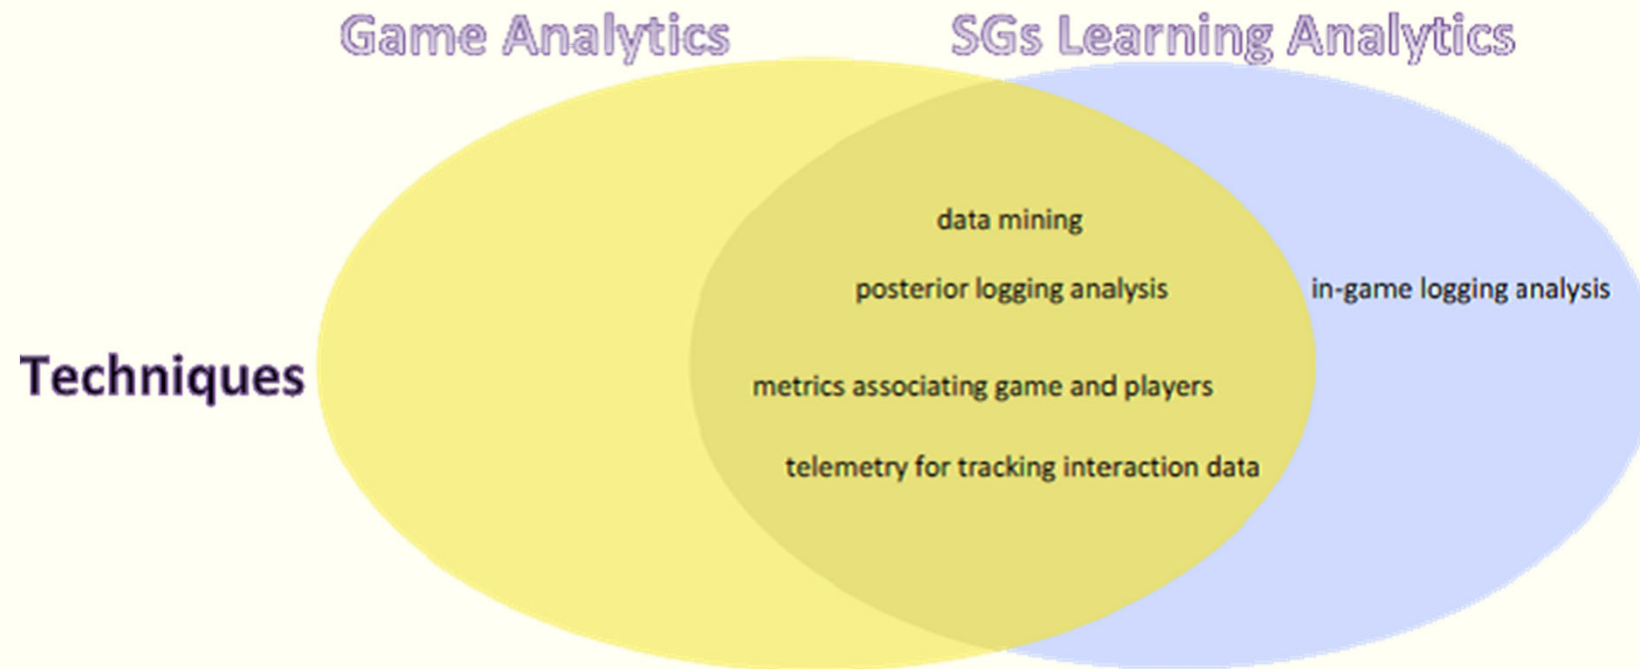 Game Analytics
SGs Learning Analytics
data mining
posterior logging analysis
in-game logging analysis
Techniques
metrics associating game and players
telemetry for tracking interaction data